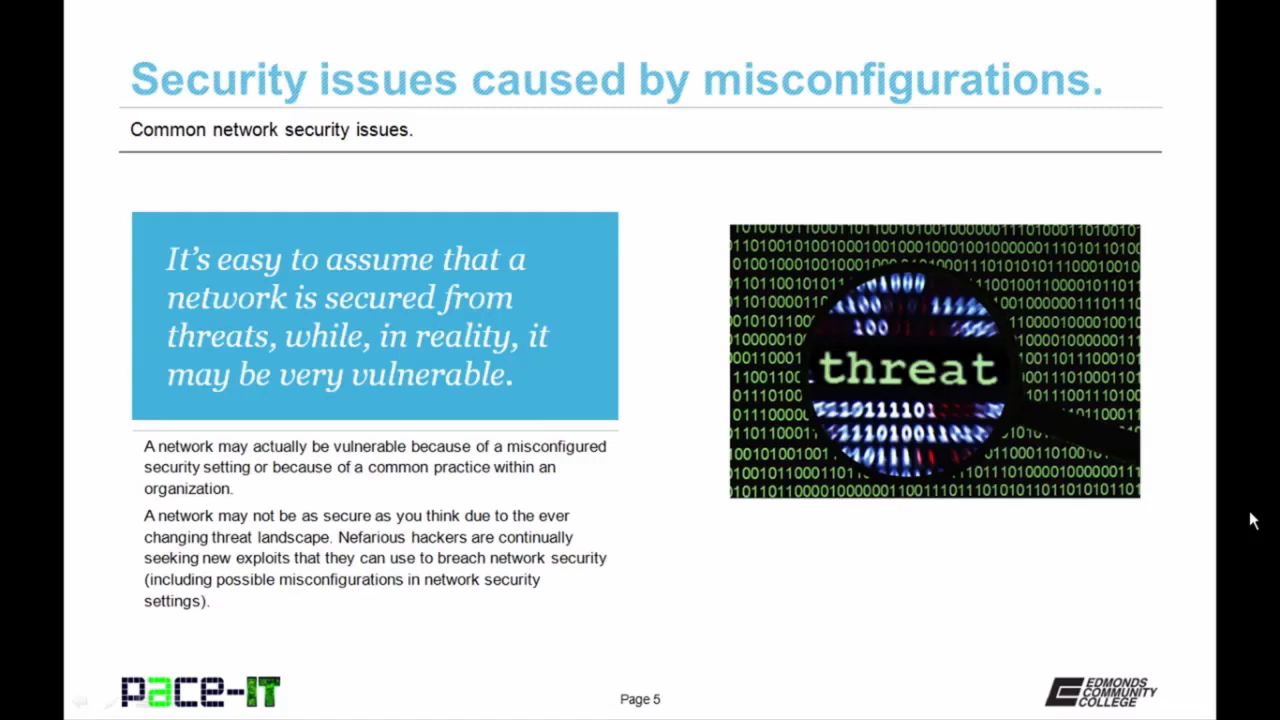 Security issues caused by misconfigurations.
Common network security issues.
It's easy to assume that a
network is secured from
threats, while, in reality, it
may be very vulnerable.
threat
A network may actually be vulnerable because of a misconfigured
security setting or because of a common practice within an
organization.
A network may not be as secure as you think due to the ever
changing threat landscape. Nefarious hackers are continually
seeking new exploits that they can use to breach network security
(including possible misconfigurations in network security
settings).
pace-IT
Page 5
EDMONDS
COMMUNITY
COLLEGE